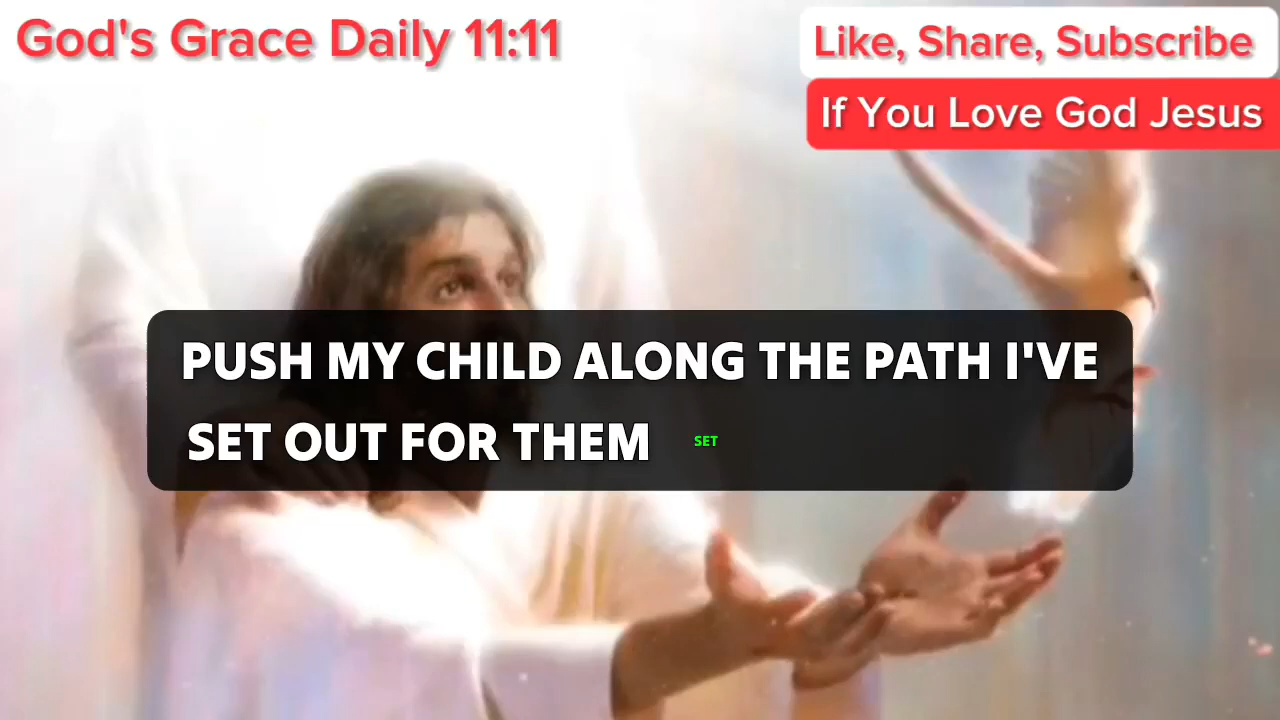 God's Grace Daily 11:11
Like, Share, Subscribe
If You Love God Jesus
PUSH MY CHILD ALONG THE PATH I'VE
SET OUT FOR THEM SET